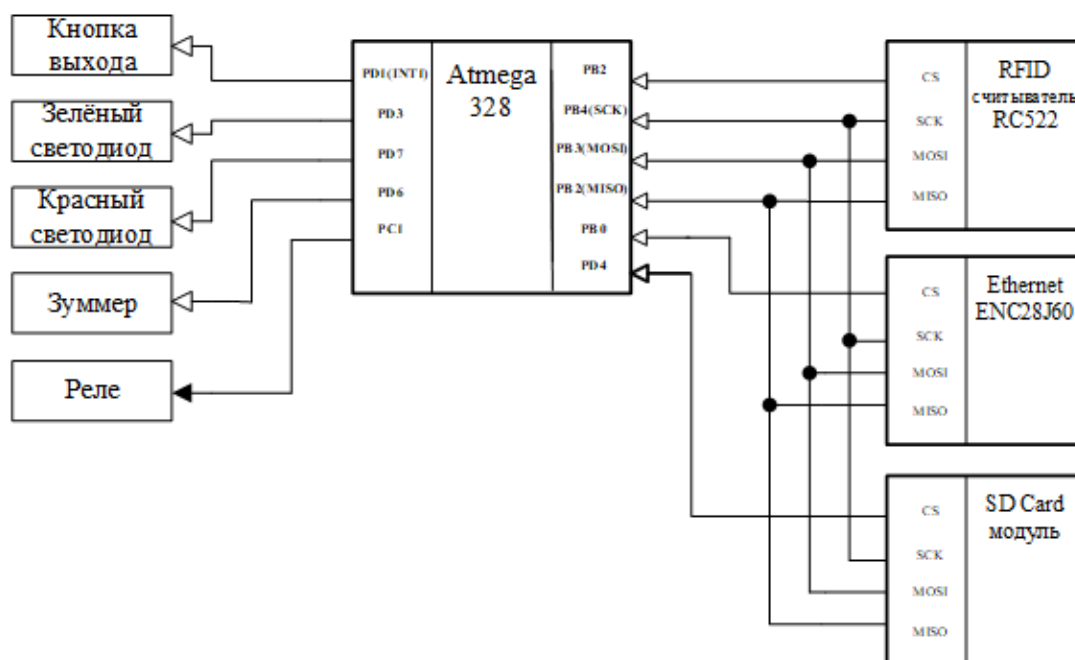 Кнопка
выхода
Зелёный
светодиод
Красный
светодиод
Зуммер
Реле
PD1(INT1)
PD3
PD7
PD6
PC1
Atmega
328
PB2
PB4(SCK)
PB3(MOSI)
PB2(MISO)
PB0
PD4
CS
SCK
MOSI
MISO
RFID
считыватель
RC522
CS
SCK
MOSI
MISO
Ethernet
ENC28J60
CS
SCK
MOSI
MISO
SD Card
модуль